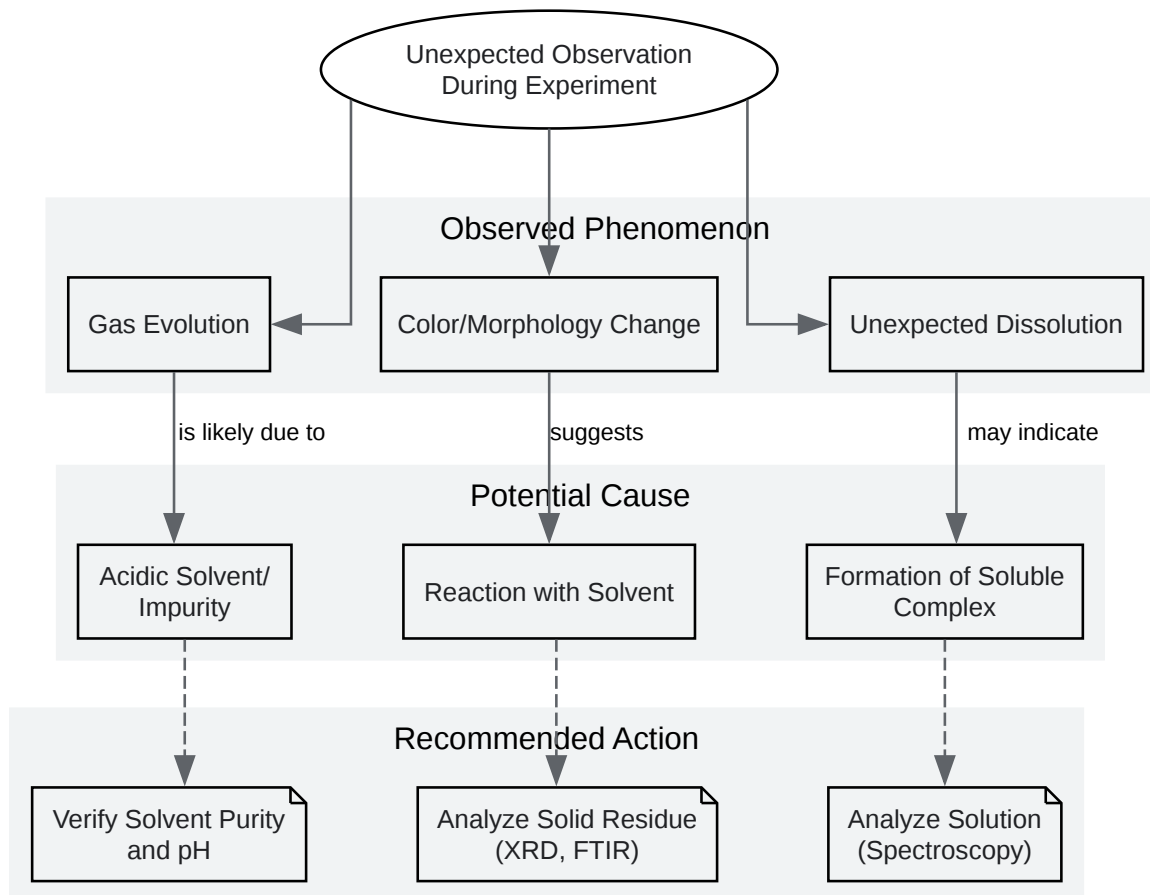 Unexpected Observation
During Experiment
Observed Phenomenon
Gas Evolution
Color/Morphology Change
Unexpected Dissolution
is likely due to
suggests
may indicate
Potential Cause
Acidic Solvent/
Impurity
Reaction with Solvent
Formation of Soluble
Complex
Recommended Action
Verify Solvent Purity
and pH
Analyze Solid Residue
(XRD, FTIR)
Analyze Solution
(Spectroscopy)